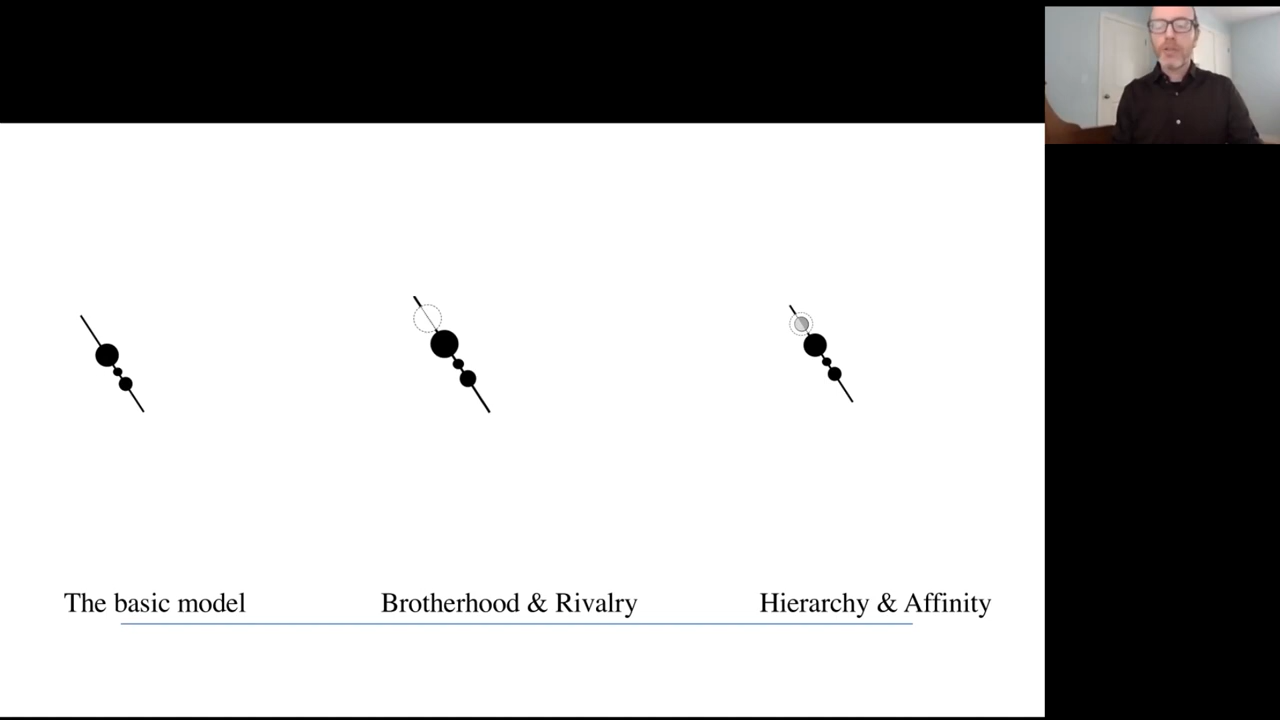 The basic model
Brotherhood & Rivalry
Hierarchy & Affinity